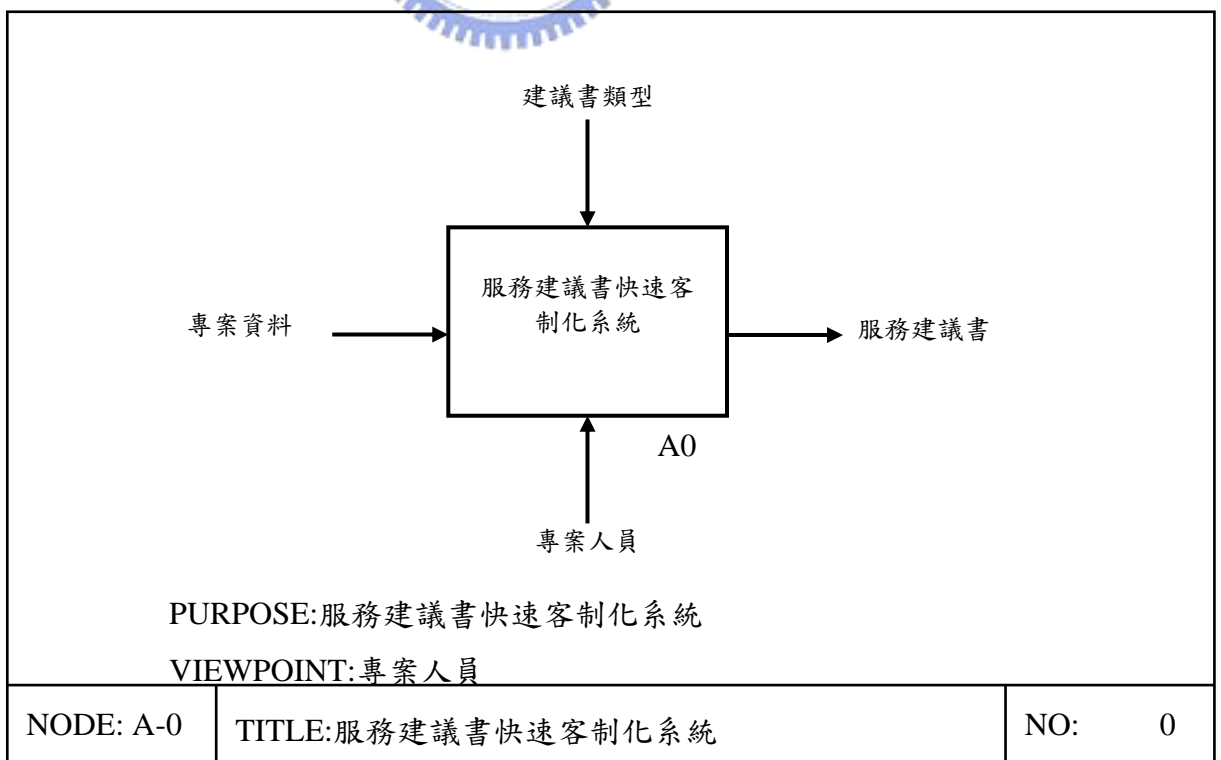 建議書類型
服務建議書快速客
制化系統
專案資料
服務建議書
A0
專案人員
PURPOSE:服務建議書快速客制化系統
VIEWPOINT:專案人員
NODE: A-0
TITLE:服務建議書快速客制化系統
NO: 0